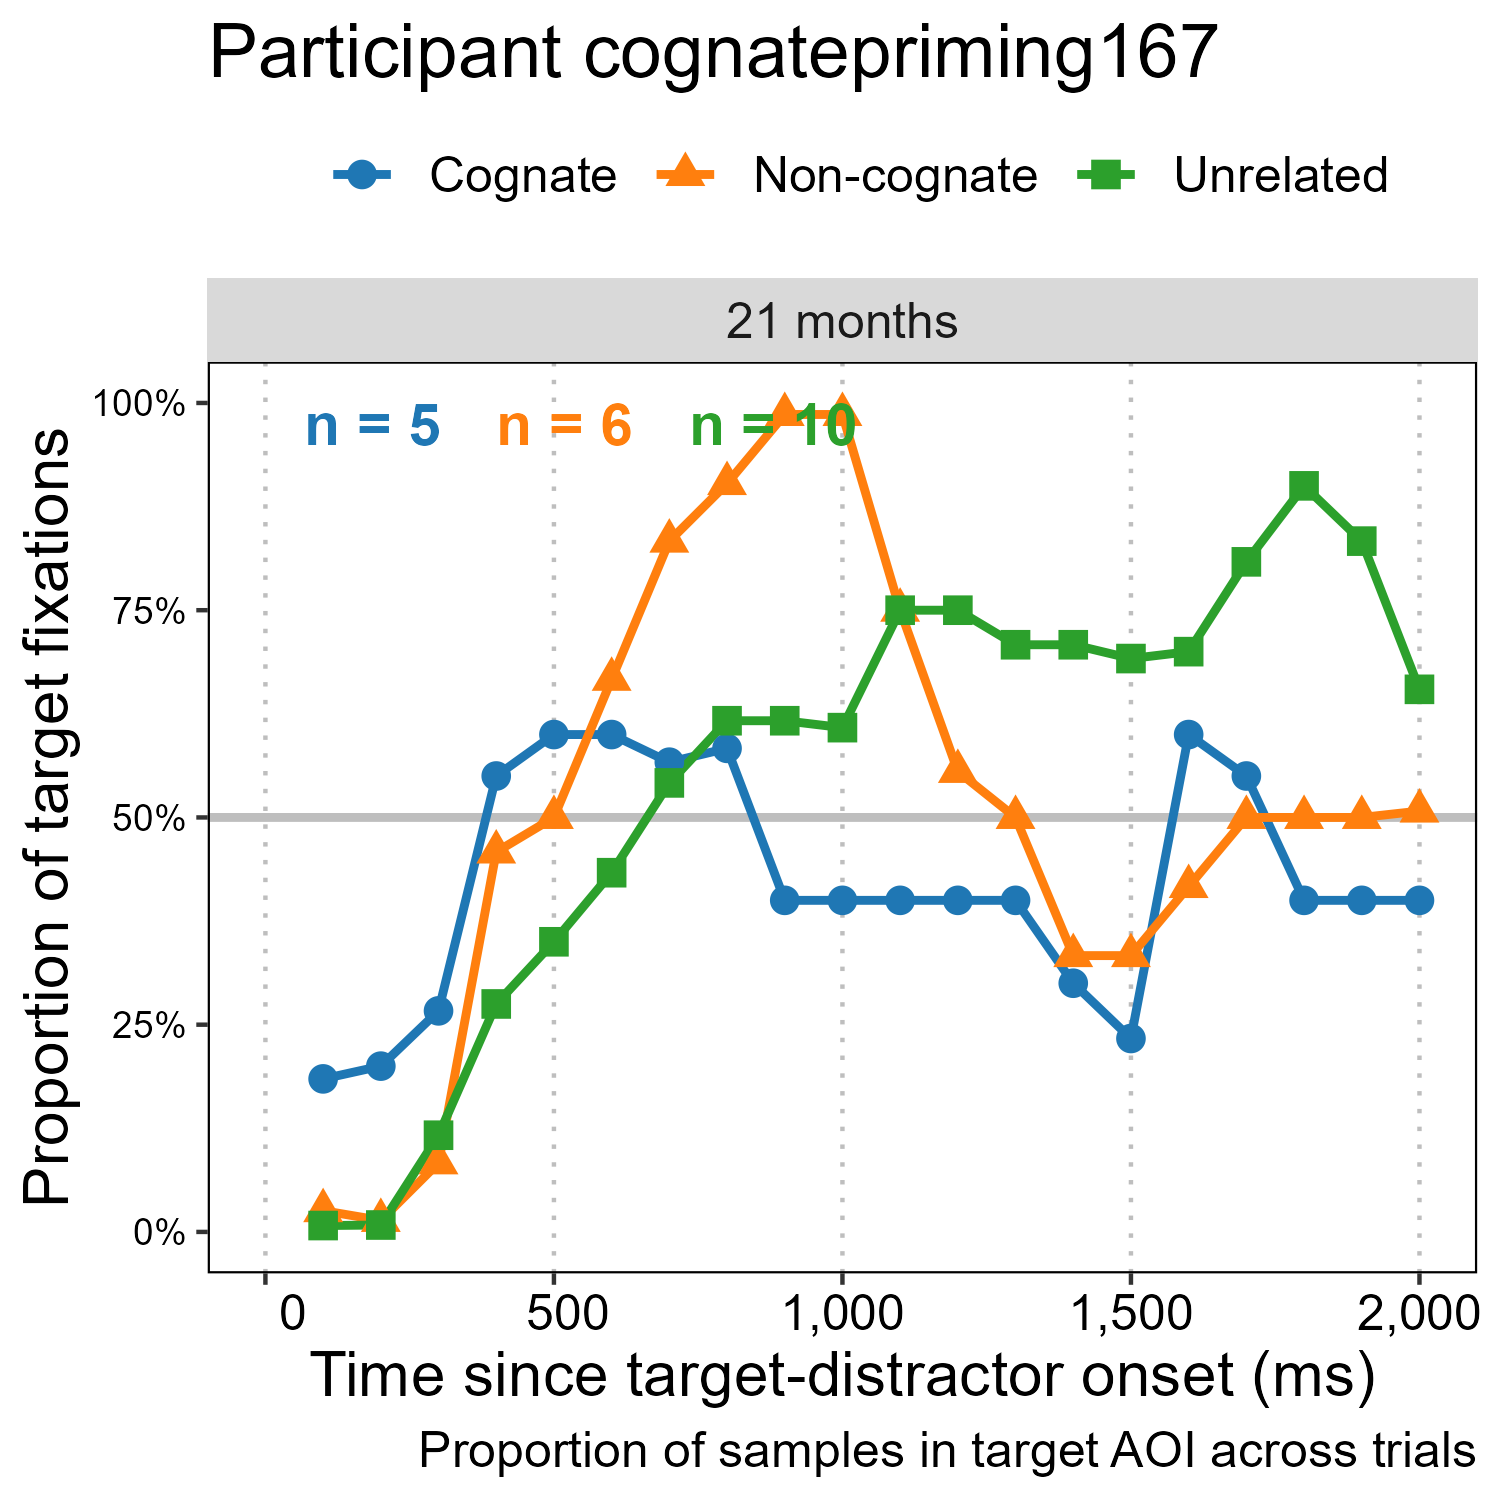 Participant cognatepriming167
Cognate Non-cognate Unrelated
21 months
n = 5 n = 6 n = 10
100%
75%
50%
25%
0%
Proportion of target fixations
0 500 1,000 1,500 2,000
Time since target-distractor onset (ms)
Proportion of samples in target AOI across trials